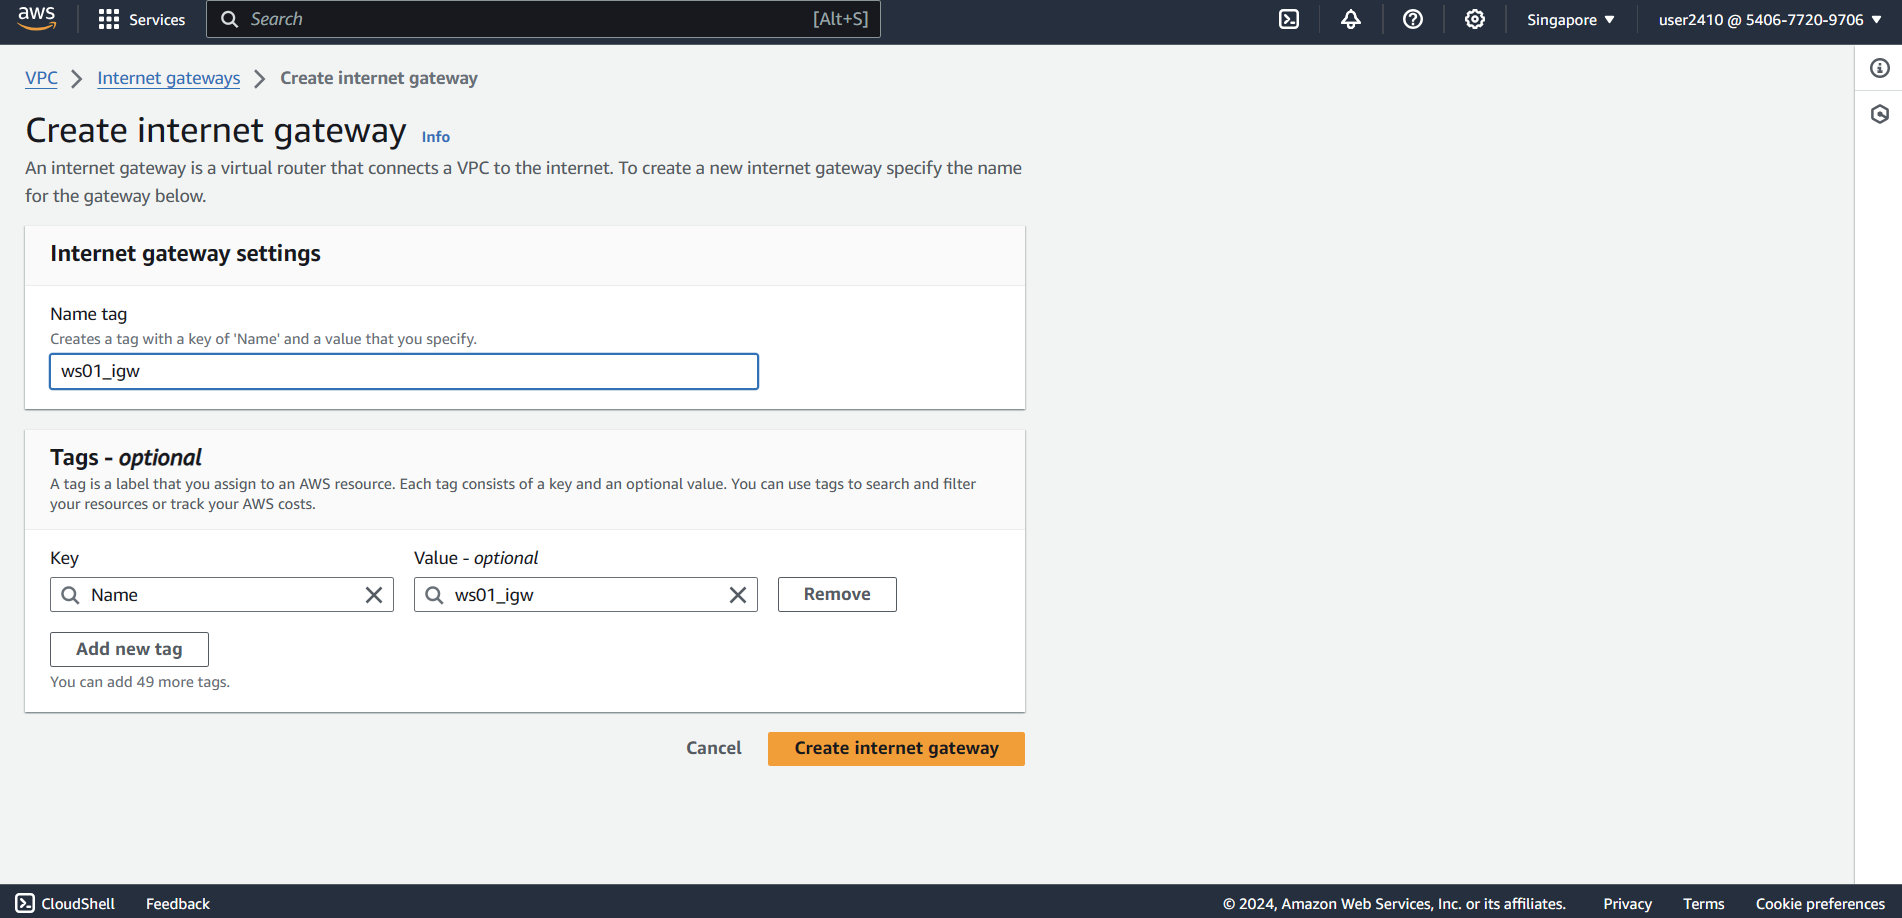 aws
Services
Search
[Alt+S]
Singapore ▼
user2410 @ 5406-7720-9706 ▼
VPC > Internet gateways > Create internet gateway
Create internet gateway Info
An internet gateway is a virtual router that connects a VPC to the internet. To create a new internet gateway specify the name
for the gateway below.
Internet gateway settings
Name tag
Creates a tag with a key of 'Name' and a value that you specify.
ws01_igw
Tags - optional
A tag is a label that you assign to an AWS resource. Each tag consists of a key and an optional value. You can use tags to search and filter
your resources or track your AWS costs.
Key
Value - optional
Name
ws01_igw
Remove
Add new tag
You can add 49 more tags.
Cancel
Create internet gateway
CloudShell
Feedback
© 2024, Amazon Web Services, Inc. or its affiliates.
Privacy
Terms
Cookie preferences